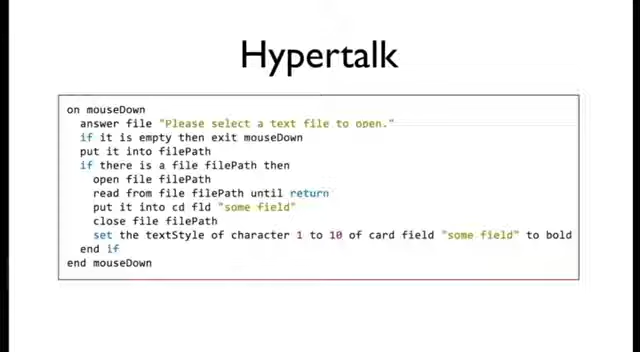 Hypertalk
on mouseDown
answer file "Please select a text file to open."
if it is empty then exit mouseDown
put it into filePath
if there is a file filePath then
open file filePath
read from file filePath until return
put it into cd fld "some field"
close file filePath
set the textStyle of character 1 to 10 of card field "some field" to bold
end if
end mouseDown